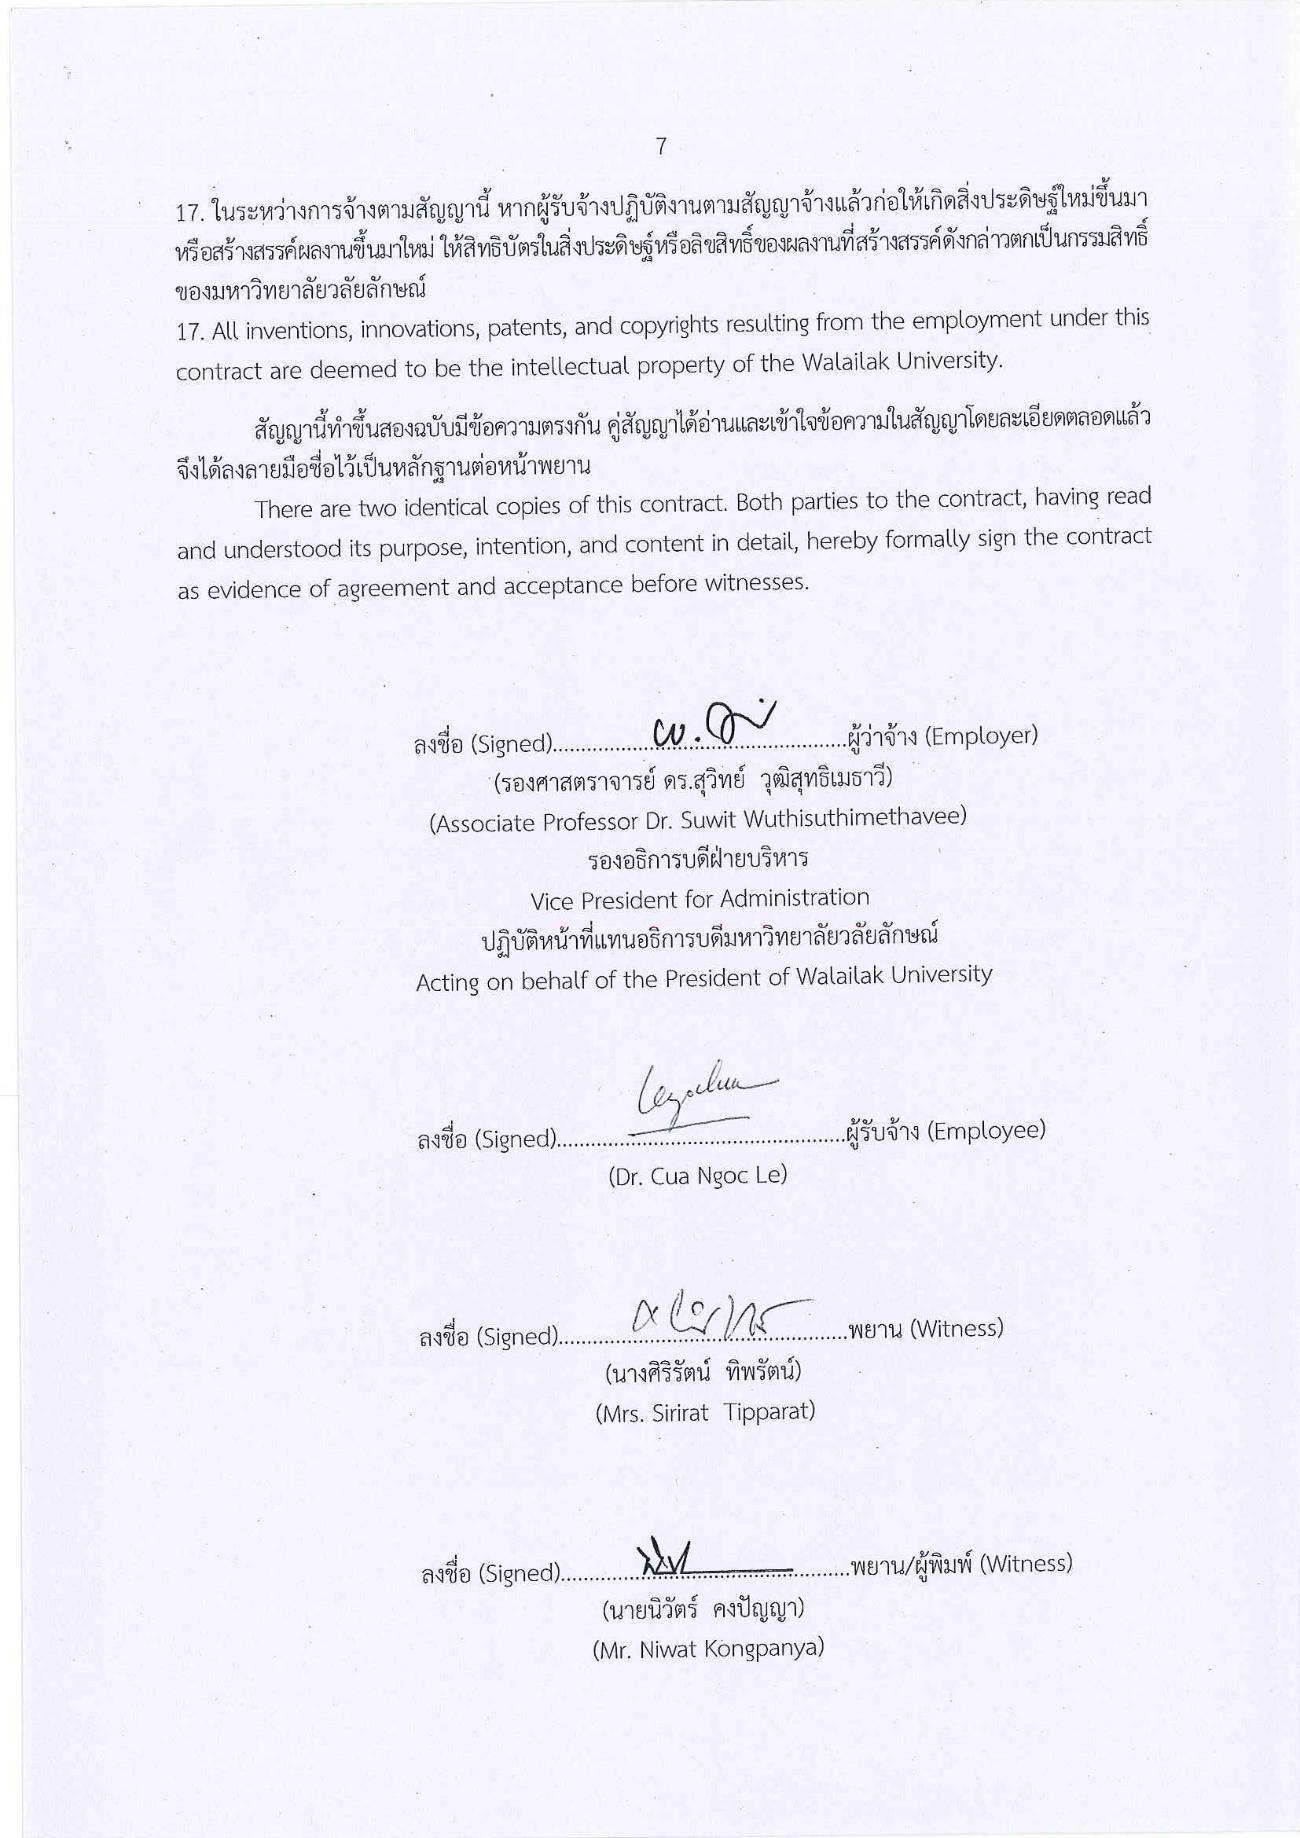 7
17. ในระหว่างการจ้างตามสัญญานี้ หากผู้รับจ้างปฏิบัติงานตามสัญญาจ้างแล้วก่อให้เกิดสิ่งประดิษฐ์ใหม่ขึ้นมา
หรือสร้างสรรค์ผลงานขึ้นมาใหม่ ให้สิทธิบัตรในสิ่งประดิษฐ์หรือลิขสิทธิ์ของผลงานที่สร้างสรรค์ดังกล่าวตกเป็นกรรมสิทธิ์
ของมหาวิทยาลัยวลัยลักษณ์
17. All inventions, innovations, patents, and copyrights resulting from the employment under this
contract are deemed to be the intellectual property of the Walailak University.
สัญญานี้ทำขึ้นสองฉบับมีข้อความตรงกัน คู่สัญญาได้อ่านและเข้าใจข้อความในสัญญาโดยละเอียดตลอดแล้ว
จึงได้ลงลายมือชื่อไว้เป็นหลักฐานต่อหน้าพยาน
There are two identical copies of this contract. Both parties to the contract, having read
and understood its purpose, intention, and content in detail, hereby formally sign the contract
as evidence of agreement and acceptance before witnesses.
ลงชื่อ (Signed)....................................................ผู้ว่าจ้าง (Employer)
(รองศาสตราจารย์ ดร.สุวิทย์ วุฒิสุทธิเมธาวี)
(Associate Professor Dr. Suwit Wuthisuthimethavee)
รองอธิการบดีฝ่ายบริหาร
Vice President for Administration
ปฏิบัติหน้าที่แทนอธิการบดีมหาวิทยาลัยวลัยลักษณ์
Acting on behalf of the President of Walailak University
ลงชื่อ (Signed)....................................................ผู้รับจ้าง (Employee)
(Dr. Cua Ngoc Le)
ลงชื่อ (Signed)....................................................พยาน (Witness)
(นางศิริรัตน์ ทิพรัตน์)
(Mrs. Sirirat Tipparat)
ลงชื่อ (Signed)....................................................พยาน/ผู้พิมพ์ (Witness)
(นายนิวัตร์ คงปัญญา)
(Mr. Niwat Kongpanya)